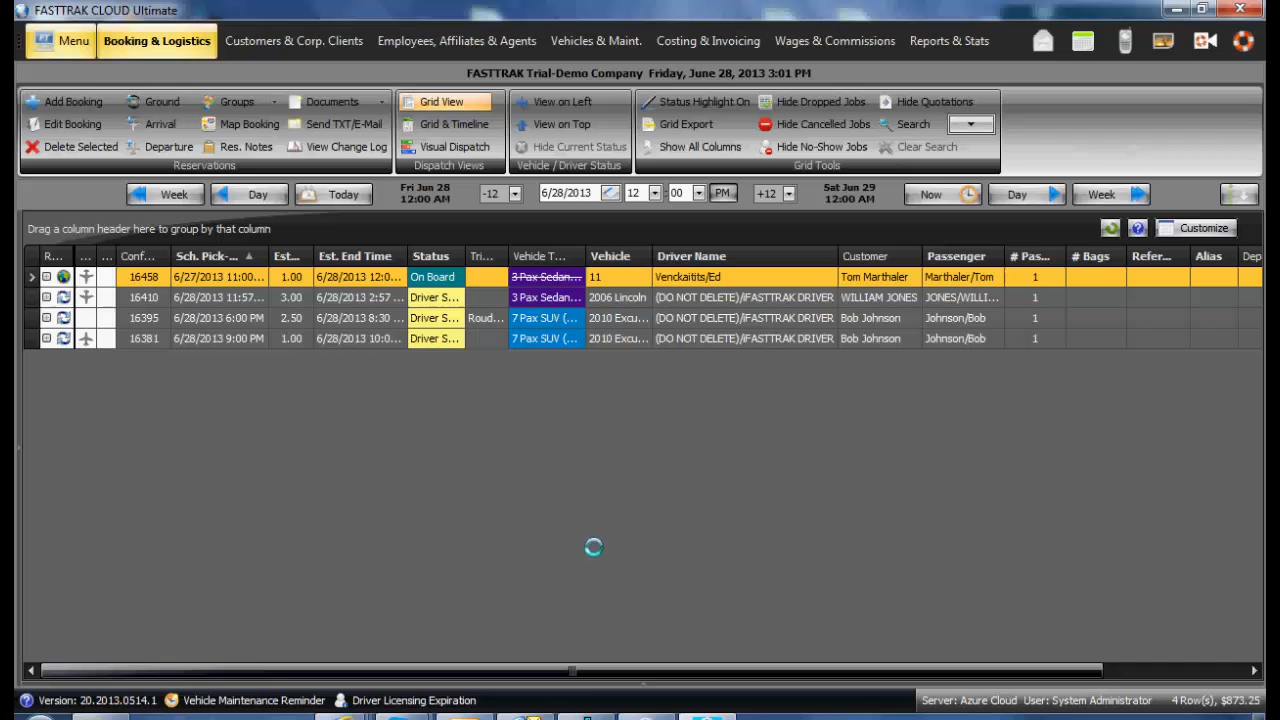 FASTTRAK CLOUD Ultimate
Menu Booking & Logistics Customers & Corp. Clients Employees, Affiliates & Agents Vehicles & Maint. Costing & Invoicing Wages & Commissions Reports & Stats
FASTTRAK Trial-Demo Company Friday, June 28, 2013 3:01 PM
Add Booking Ground Groups Documents Grid View View on Left Status Highlight On Hide Dropped Jobs Hide Quotations
Edit Booking Arrival Map Booking Send TXT/E-Mail Grid & Timeline View on Top Grid Export Hide Cancelled Jobs Search
Delete Selected Departure Res. Notes View Change Log Visual Dispatch Hide Current Status Show All Columns Hide No-Show Jobs Clear Search
Reservations Dispatch Views Vehicle / Driver Status Grid Tools
Week Day Today Fri Jun 28 12:00 AM -12 6/28/2013 12 : 00 PM +12 Sat Jun 29 12:00 AM Now Day Week
Drag a column header here to group by that column Customize
R... ... ... Conf... Sch. Pick-... Est... Est. End Time Status Tri... Vehicle T... Vehicle Driver Name Customer Passenger # Pas... # Bags Refer... Alias Dep
16458 6/27/2013 11:00... 1.00 6/28/2013 12:0... On Board 3 Pax Sedan... 11 Venckaitits/Ed Tom Marthaler Marthaler/Tom 1
16410 6/28/2013 11:57... 3.00 6/28/2013 2:57 ... Driver S... 3 Pax Sedan... 2006 Lincoln (DO NOT DELETE)/iFASTTRAK DRIVER WILLIAM JONES JONES/WILLI... 1
16395 6/28/2013 6:00 PM 2.50 6/28/2013 8:30 ... Driver S... Roud... 7 Pax SUV (... 2010 Excu... (DO NOT DELETE)/iFASTTRAK DRIVER Bob Johnson Johnson/Bob 1
16381 6/28/2013 9:00 PM 1.00 6/28/2013 10:0... Driver S... 7 Pax SUV (... 2010 Excu... (DO NOT DELETE)/iFASTTRAK DRIVER Bob Johnson Johnson/Bob 1
Version: 20.2013.0514.1 Vehicle Maintenance Reminder Driver Licensing Expiration Server: Azure Cloud User: System Administrator 4 Row(s), $873.25